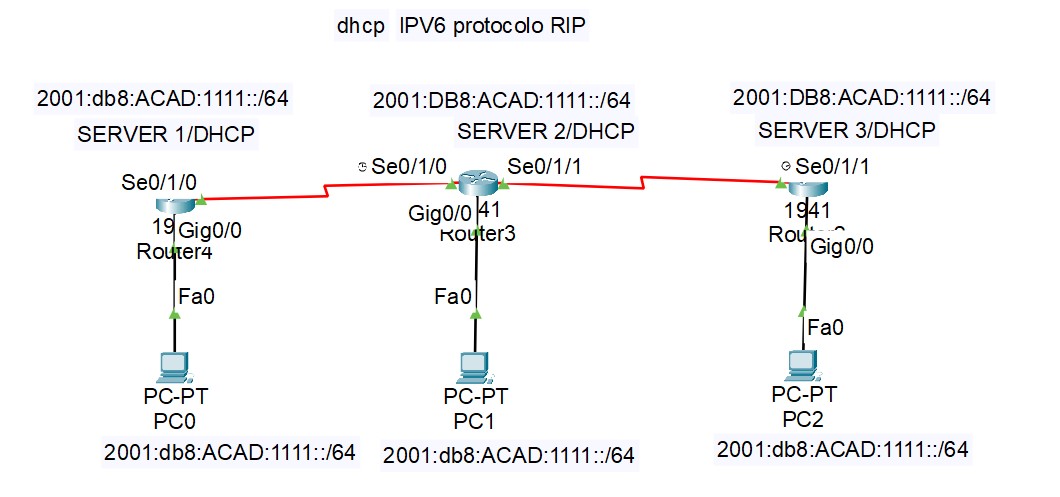 dhcp IPV6 protocolo RIP
2001:db8:ACAD:1111::/64
2001:DB8:ACAD:1111::/64
2001:DB8:ACAD:1111::/64
SERVER 1/DHCP
SERVER 2/DHCP
SERVER 3/DHCP
Se0/1/0
Se0/1/0
Se0/1/1
Se0/1/1
19
Gig0/0
Router4
Gig0/0
41
Router3
1941
Gig0/0
Fa0
Fa0
Fa0
PC-PT
PC0
PC-PT
PC1
PC-PT
PC2
2001:db8:ACAD:1111::/64
2001:db8:ACAD:1111::/64
2001:db8:ACAD:1111::/64